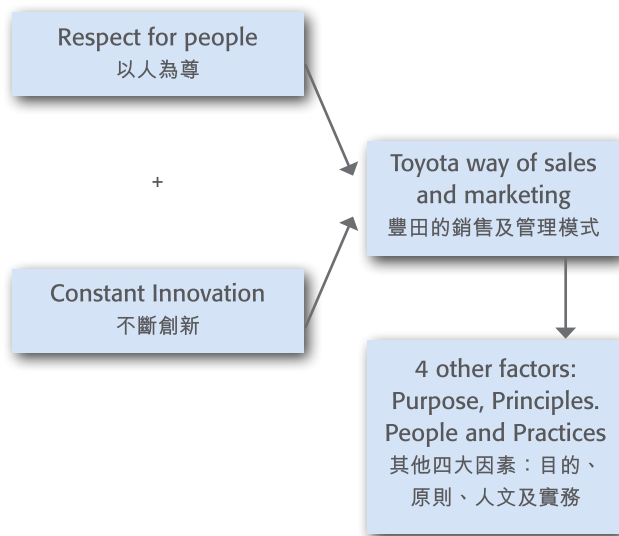 Respect for people
以人為尊
+
Constant Innovation
不斷創新
Toyota way of sales
and marketing
豐田的銷售及管理模式
4 other factors:
Purpose, Principles.
People and Practices
其他四大因素：目的、
原則、人文及實務